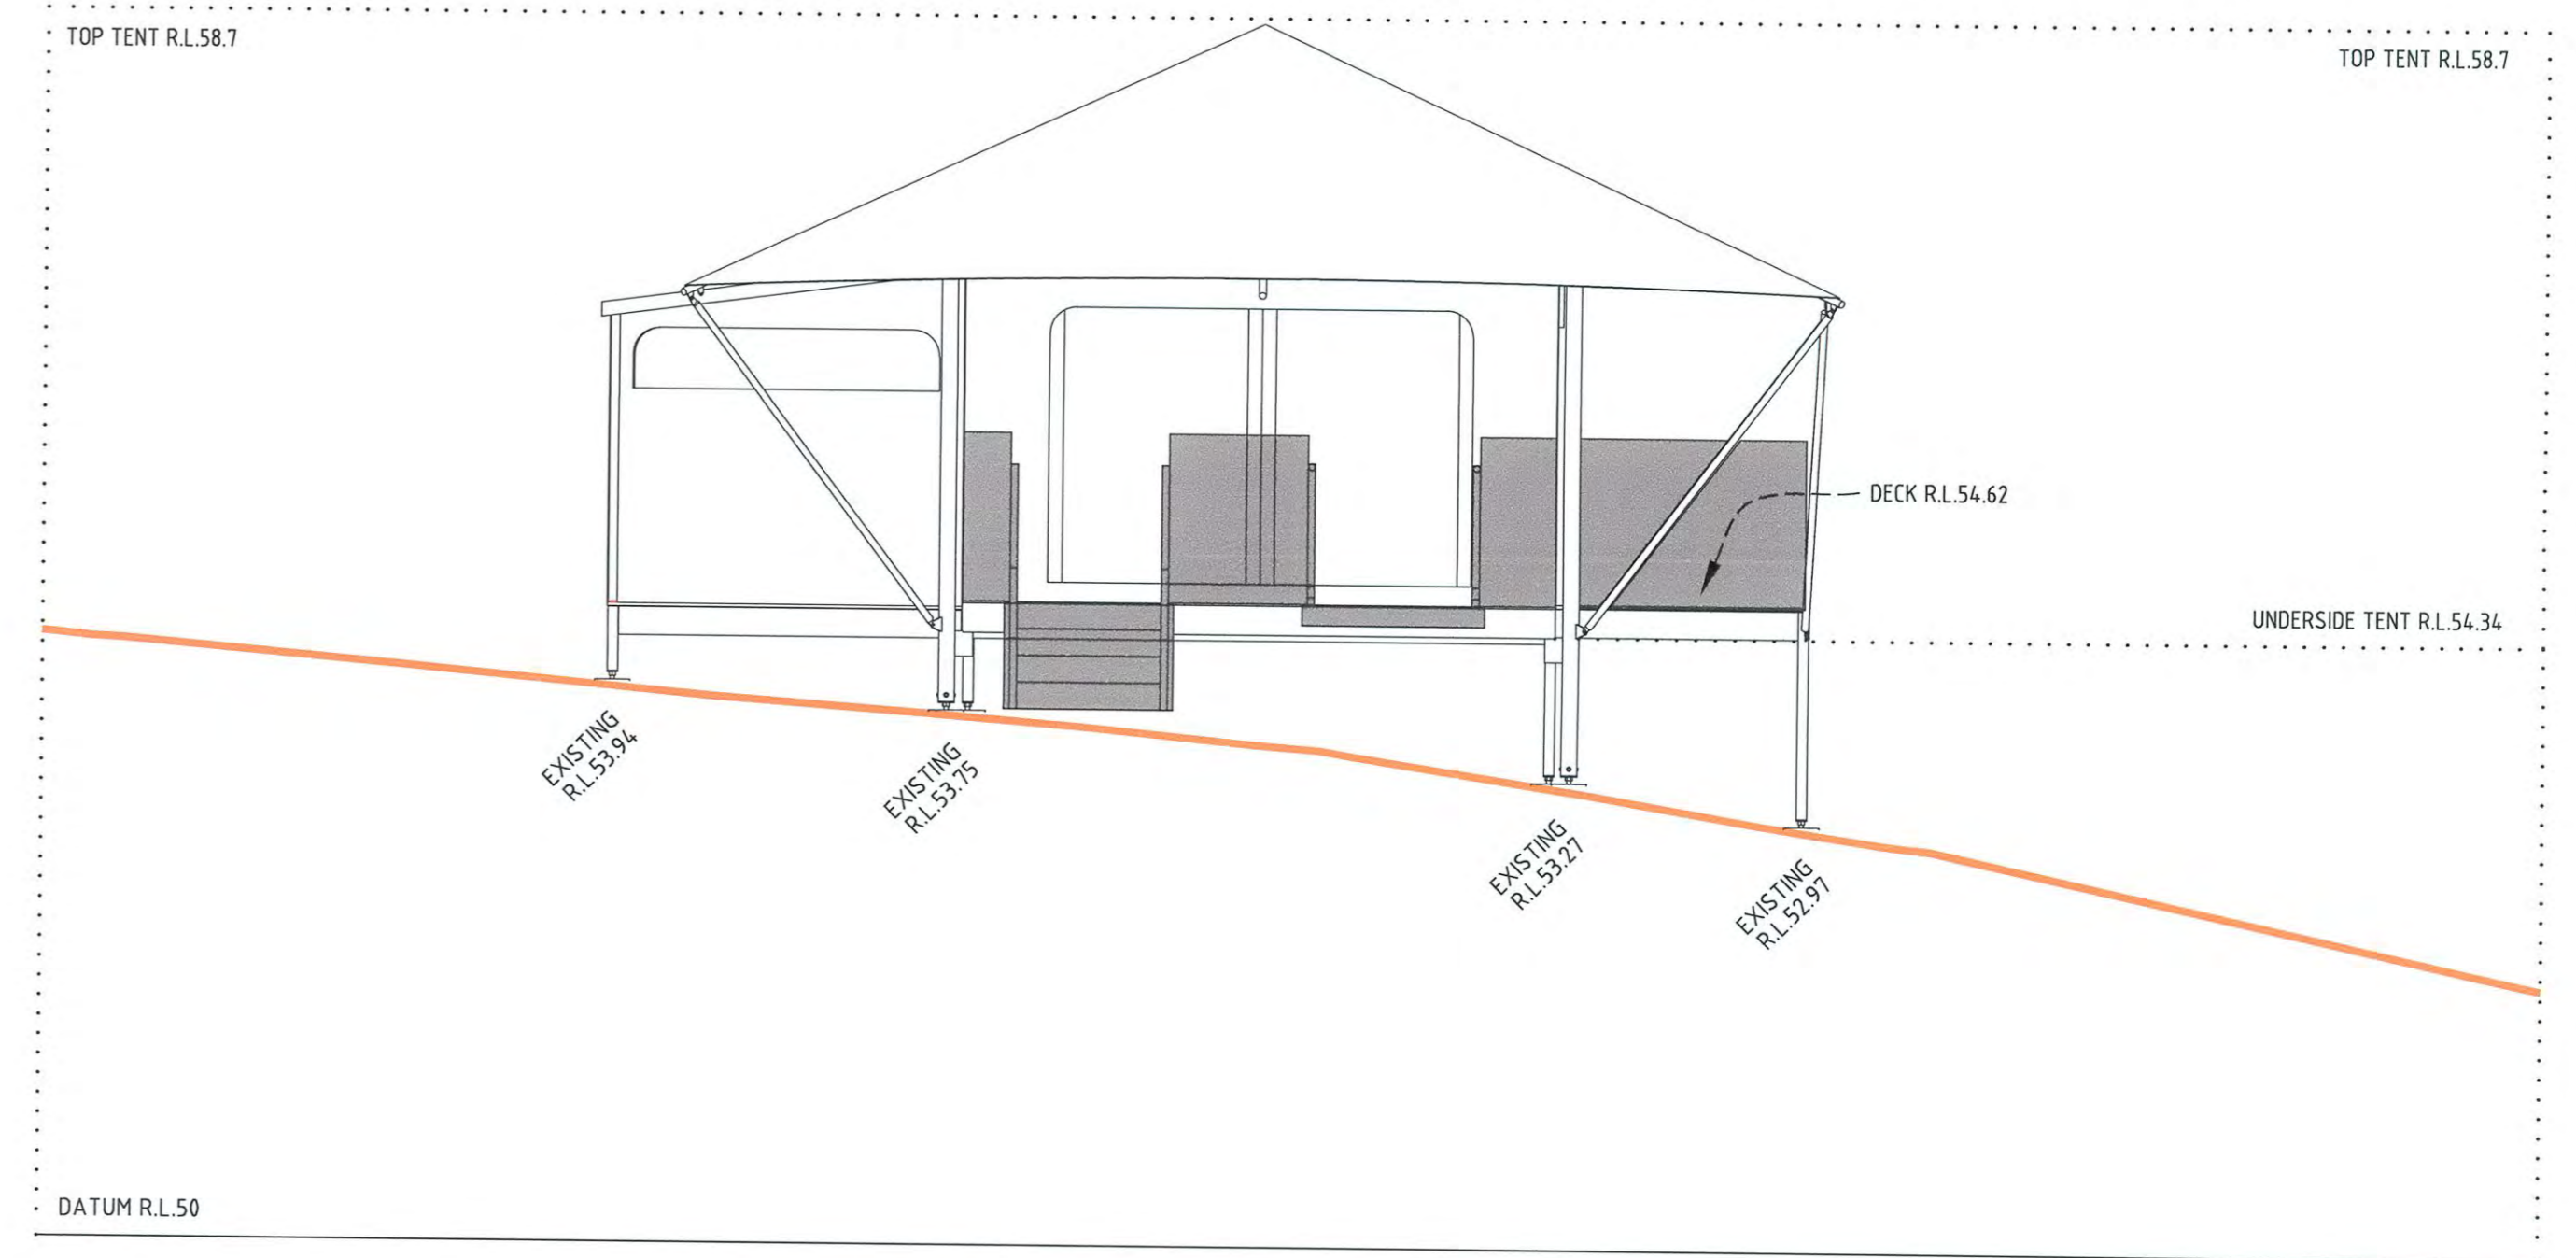 TOP TENT R.L.58.7
TOP TENT R.L.58.7
DECK R.L.54.62
UNDERSIDE TENT R.L.54.34
EXISTING
R.L.53.94
EXISTING
R.L.53.75
EXISTING
R.L.53.27
EXISTING
R.L.52.97
DATUM R.L.50